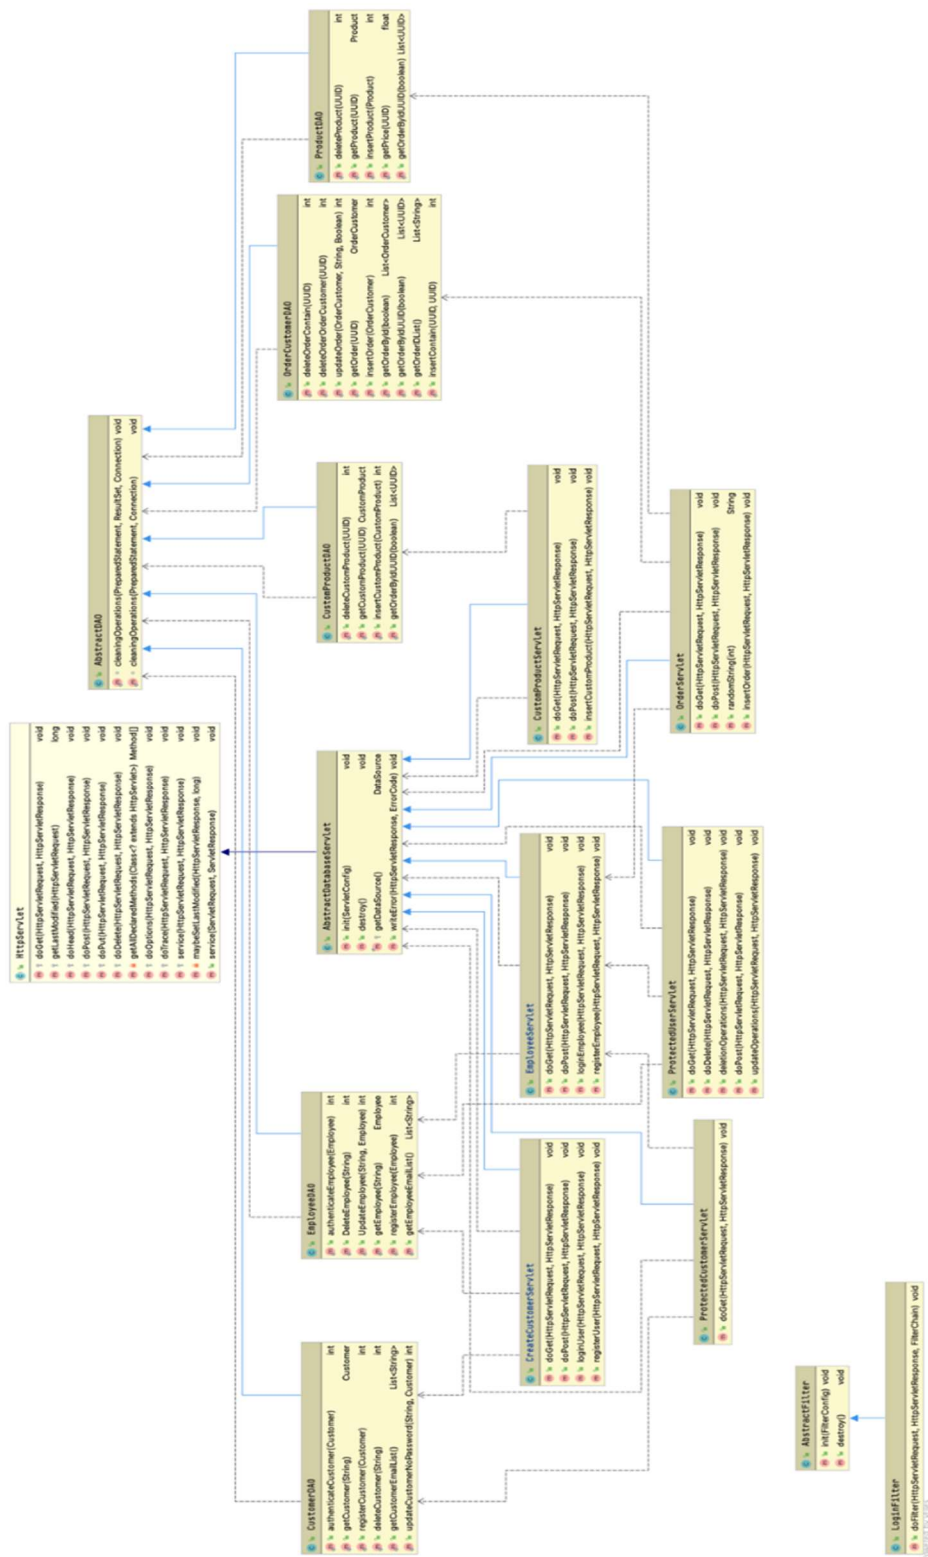 HttpServlet
doGet(HttpServletRequest, HttpServletResponse) void
getLastModified(HttpServletRequest) long
doHead(HttpServletRequest, HttpServletResponse) void
doPost(HttpServletRequest, HttpServletResponse) void
doPut(HttpServletRequest, HttpServletResponse) void
doDelete(HttpServletRequest, HttpServletResponse) void
getAllDeclaredMethods(Class<? extends HttpServlet>) Method[]
doOptions(HttpServletRequest, HttpServletResponse) void
doTrace(HttpServletRequest, HttpServletResponse) void
service(HttpServletRequest, HttpServletResponse) void
maybeSetLastModified(HttpServletResponse, long) void
service(ServletRequest, ServletResponse) void
AbstractDAO
cleaningOperations(PreparedStatement, ResultSet, Connection) void
cleaningOperations(PreparedStatement, Connection) void
CustomerDAO
authenticateCustomer(Customer) int
getCustomer(String) Customer
registerCustomer(Customer) int
deleteCustomer(String) int
getCustomerEmailList() List<String>
updateCustomerNoPassword(String, Customer) int
EmployeeDAO
authenticateEmployee(Employee) int
DeleteEmployee(String) int
UpdateEmployee(String, Employee) int
getEmployee(String) Employee
registerEmployee(Employee) int
getEmployeeEmailList() List<String>
AbstractDatabaseServlet
init(ServletConfig) void
destroy() void
getDataSource() DataSource
writeError(HttpServletResponse, ErrorCode) void
CustomProductDAO
deleteCustomProduct(UUID) int
getCustomProduct(UUID) CustomProduct
insertCustomProduct(CustomProduct) int
getOrderByIdUUID(boolean) List<UUID>
OrderCustomerDAO
deleteOrderContain(UUID) int
deleteOrderOrderCustomer(UUID) int
updateOrder(OrderCustomer, String, Boolean) int
getOrder(UUID) OrderCustomer
insertOrder(OrderCustomer) int
getOrderById(boolean) List<OrderCustomer>
getOrderByIdUUID(boolean) List<UUID>
getOrderIDList() List<String>
insertContain(UUID, UUID) int
ProductDAO
deleteProduct(UUID) int
getProduct(UUID) Product
insertProduct(Product) int
getPrice(UUID) float
getOrderByIdUUID(boolean) List<UUID>
CreateCustomerServlet
doGet(HttpServletRequest, HttpServletResponse) void
doPost(HttpServletRequest, HttpServletResponse) void
loginUser(HttpServletRequest, HttpServletResponse) void
registerUser(HttpServletRequest, HttpServletResponse) void
EmployeeServlet
doGet(HttpServletRequest, HttpServletResponse) void
doPost(HttpServletRequest, HttpServletResponse) void
loginEmployee(HttpServletRequest, HttpServletResponse) void
registerEmployee(HttpServletRequest, HttpServletResponse) void
CustomProductServlet
doGet(HttpServletRequest, HttpServletResponse) void
doPost(HttpServletRequest, HttpServletResponse) void
insertCustomProduct(HttpServletRequest, HttpServletResponse) void
ProtectedCustomerServlet
doGet(HttpServletRequest, HttpServletResponse) void
ProtectedUserServlet
doGet(HttpServletRequest, HttpServletResponse) void
doDelete(HttpServletRequest, HttpServletResponse) void
deletionOperations(HttpServletRequest, HttpServletResponse) void
doPost(HttpServletRequest, HttpServletResponse) void
updateOperations(HttpServletRequest, HttpServletResponse) void
OrderServlet
doGet(HttpServletRequest, HttpServletResponse) void
doPost(HttpServletRequest, HttpServletResponse) void
randomString(int) String
insertOrder(HttpServletRequest, HttpServletResponse) void
AbstractFilter
init(FilterConfig) void
destroy() void
LoginFilter
doFilter(HttpServletRequest, HttpServletResponse, FilterChain) void